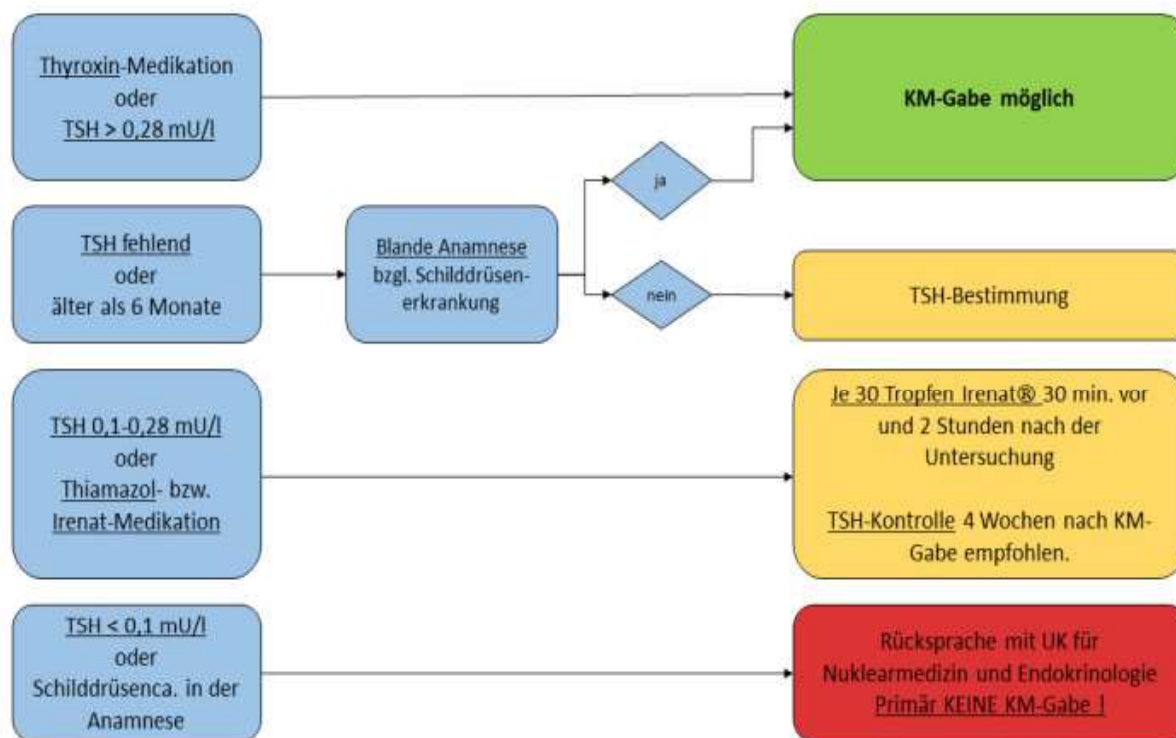 Thyroxin-Medikation
oder
TSH > 0,28 mU/l
KM-Gabe möglich
ja
TSH fehlend
oder
älter als 6 Monate
Blande Anamnese
bzgl. Schilddrüsen-
erkrankung
nein
TSH-Bestimmung
TSH 0,1-0,28 mU/l
oder
Thiamazol- bzw.
Irenat-Medikation
Je 30 Tropfen Irenat® 30 min. vor
und 2 Stunden nach der
Untersuchung
TSH-Kontrolle 4 Wochen nach KM-
Gabe empfohlen.
TSH < 0,1 mU/l
oder
Schilddrüsenca. in der
Anamnese
Rücksprache mit UK für
Nuklearmedizin und Endokrinologie
Primär KEINE KM-Gabe !